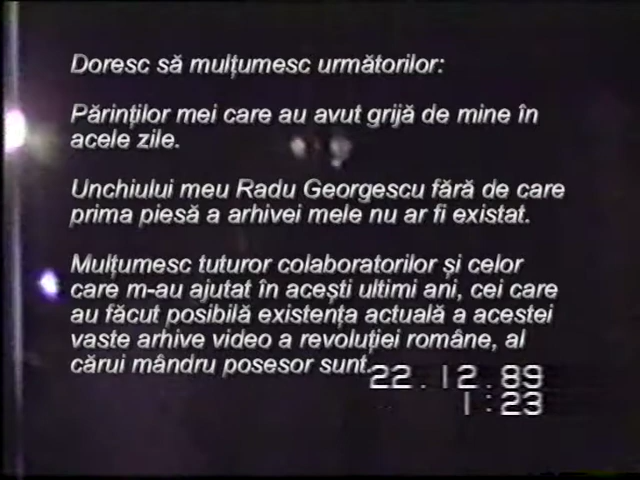 Doresc să mulțumesc următorilor:
Părinților mei care au avut grijă de mine în
acele zile.
Unchiului meu Radu Georgescu fără de care
prima piesă a arhivei mele nu ar fi existat.
Mulțumesc tuturor colaboratorilor și celor
care m-au ajutat în acești ultimi ani, cei care
au făcut posibilă existența actuală a acestei
vaste arhive video a revoluției române, al
cărui mândru posesor sunt.
22.12.89
1:23